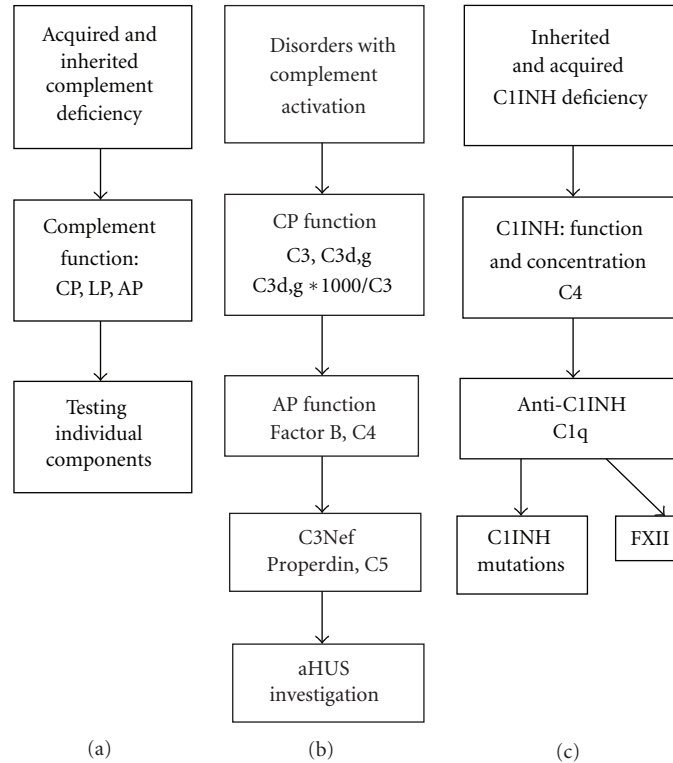 Acquired and
inherited
complement
deficiency
Complement
function:
CP, LP, AP
Testing
individual
components
(a)
Disorders with
complement
activation
CP function
C3, C3d,g
C3d,g ∗1000/C3
AP function
Factor B, C4
C3Nef
Properdin, C5
aHUS
investigation
(b)
Inherited
and acquired
C1INH deficiency
C1INH: function
and concentration
C4
Anti-C1INH
C1q
C1INH
mutations
FXII
(c)